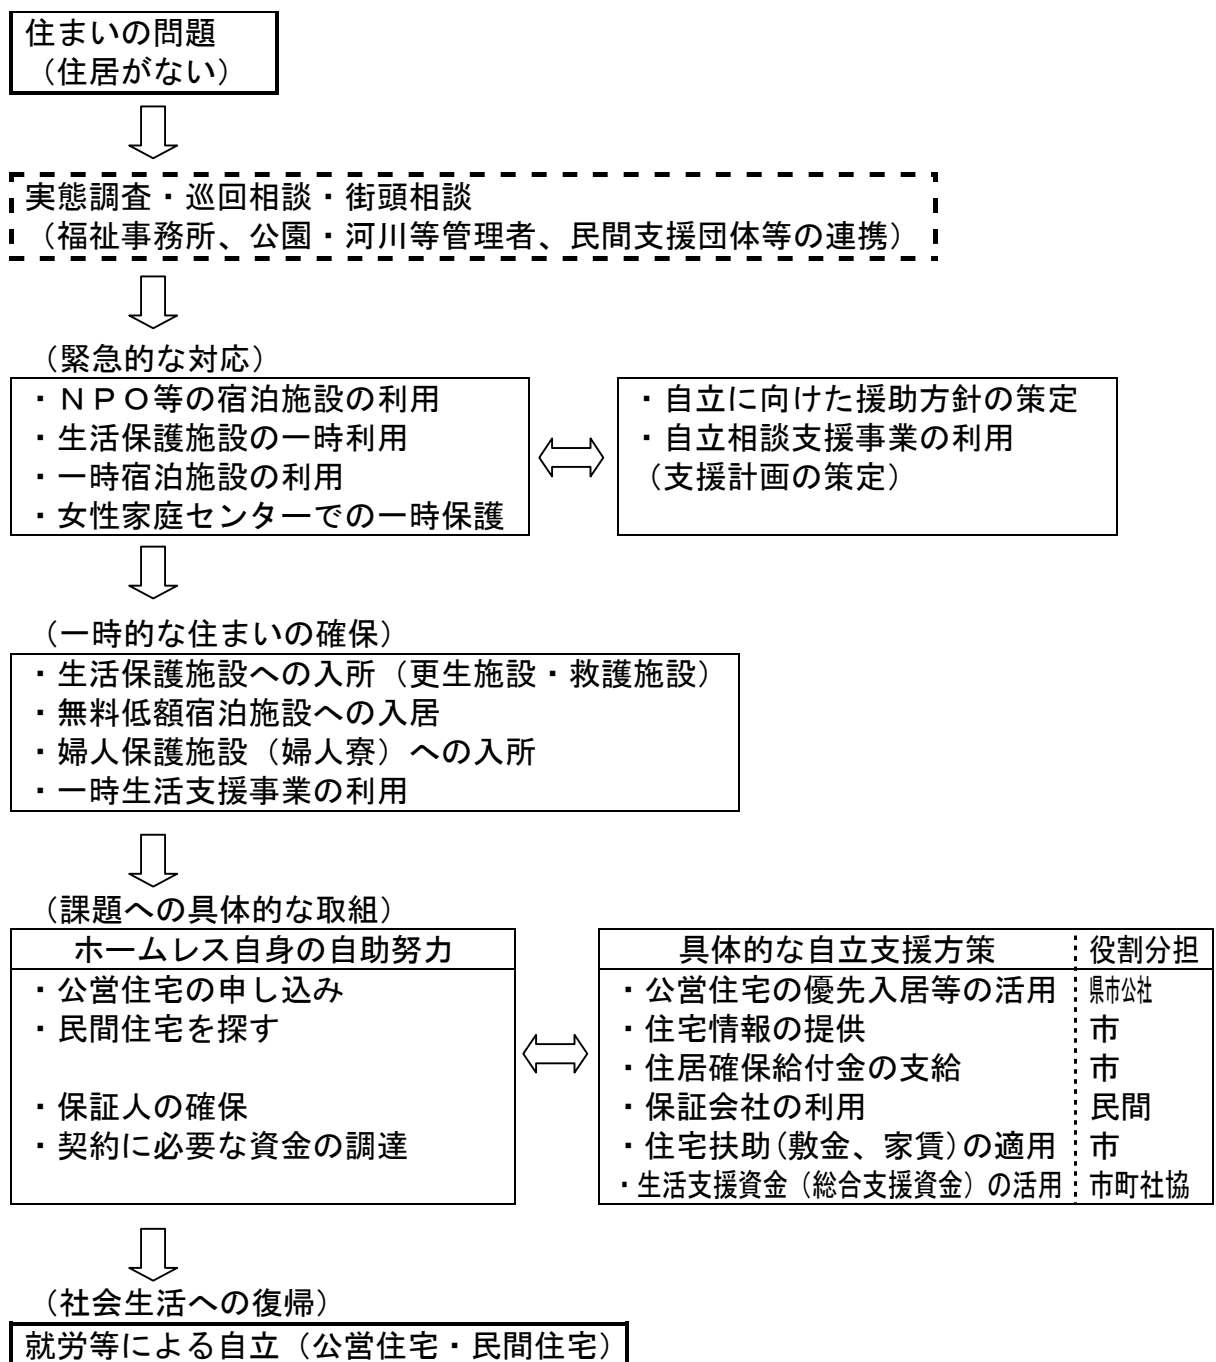 住まいの問題
（住居がない）
実態調査・巡回相談・街頭相談
（福祉事務所、公園・河川等管理者、民間支援団体等の連携）
（緊急的な対応）
・ＮＰＯ等の宿泊施設の利用
・生活保護施設の一時利用
・一時宿泊施設の利用
・女性家庭センターでの一時保護
・自立に向けた援助方針の策定
・自立相談支援事業の利用
（支援計画の策定）
（一時的な住まいの確保）
・生活保護施設への入所（更生施設・救護施設）
・無料低額宿泊施設への入居
・婦人保護施設（婦人寮）への入所
・一時生活支援事業の利用
（課題への具体的な取組）
ホームレス自身の自助努力
・公営住宅の申し込み
・民間住宅を探す
・保証人の確保
・契約に必要な資金の調達
具体的な自立支援方策 役割分担
・公営住宅の優先入居等の活用 県市公社
・住宅情報の提供 市
・住居確保給付金の支給 市
・保証会社の利用 民間
・住宅扶助(敷金、家賃)の適用 市
・生活支援資金（総合支援資金）の活用 市町社協
（社会生活への復帰）
就労等による自立（公営住宅・民間住宅）